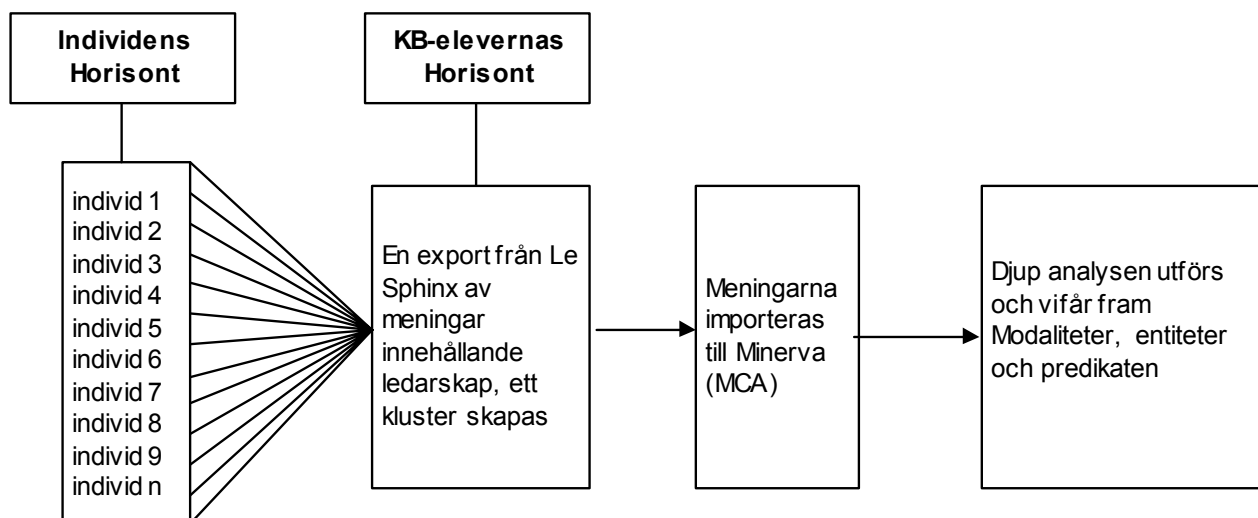 Individens
Horisont
KB-elevernas
Horisont
individ 1
individ 2
individ 3
individ 4
individ 5
individ 6
individ 7
individ 8
individ 9
individ n
En export från Le
Sphinx av
meningar
innehållande
ledarskap, ett
kluster skapas
Meningarna
importeras
till Minerva
(MCA)
Djup analysen utförs
och vi får fram
Modaliteter, entiteter
och predikaten